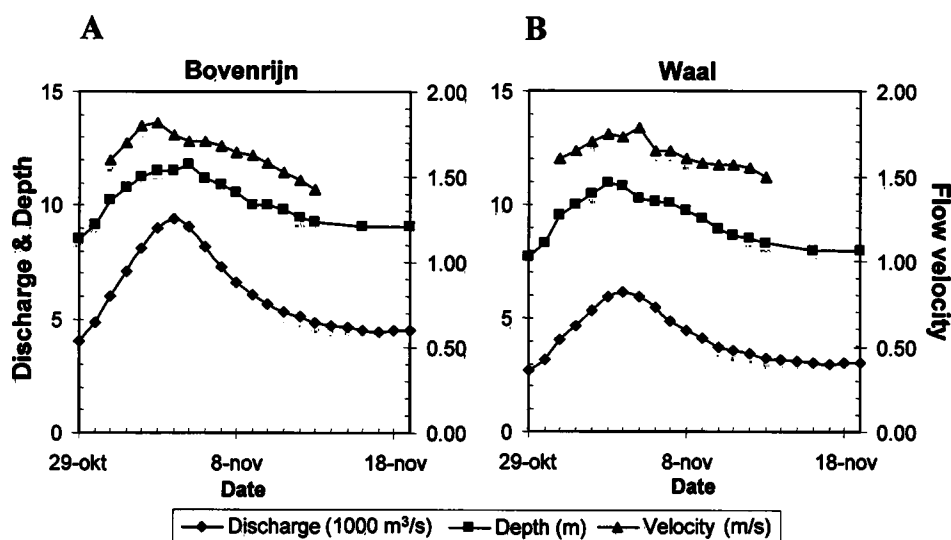 A
B
Bovenrijn
Waal
15
10
5
0
2.00
1.50
1.00
0.50
0.00
15
10
5
0
2.00
1.50
1.00
0.50
0.00
Discharge & Depth
Flow velocity
29-okt
8-nov
18-nov
29-okt
8-nov
18-nov
Date
Date
Discharge (1000 m³/s) Depth (m) Velocity (m/s)